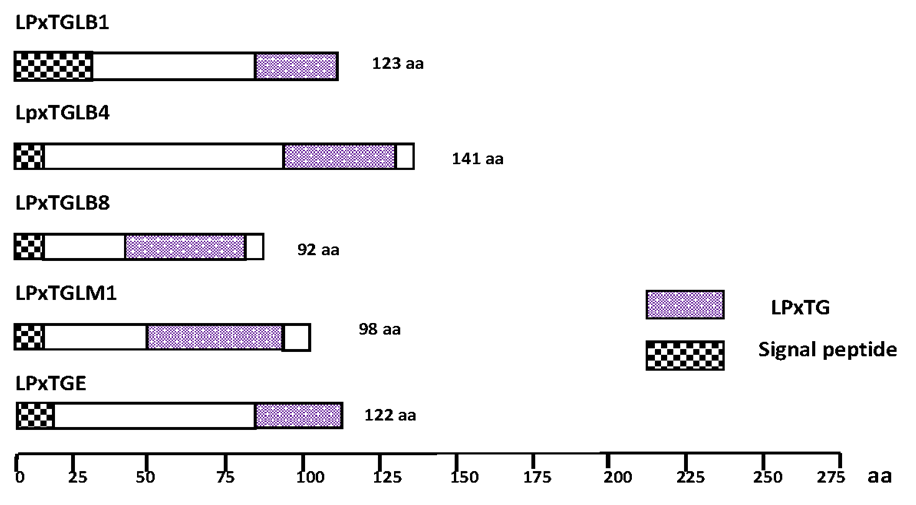 LPxTGLB1
123 aa
LpxTGLB4
141 aa
LPxTGLB8
92 aa
LPxTGLM1
98 aa
LPxTG
Signal peptide
LPxTGE
122 aa
0 25 50 75 100 125 150 175 200 225 250 275 aa